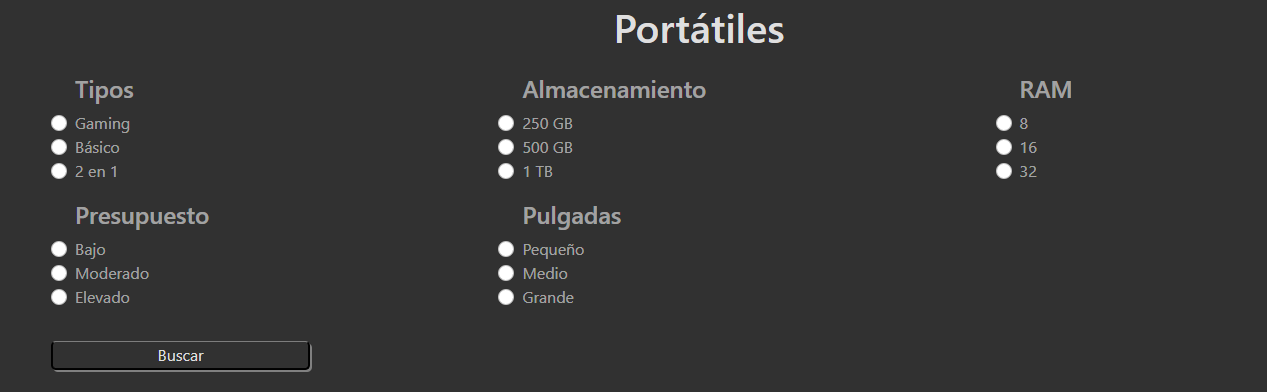 Portátiles
Tipos
Gaming
Básico
2 en 1
Almacenamiento
250 GB
500 GB
1 TB
RAM
8
16
32
Presupuesto
Bajo
Moderado
Elevado
Pulgadas
Pequeño
Medio
Grande
Buscar